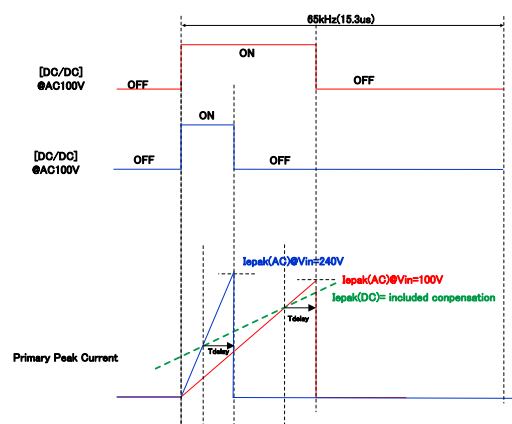 65kHz(15.3us)
ON
[DC/DC]
@AC100V
OFF
OFF
ON
[DC/DC]
@AC100V
OFF
OFF
Iepak(AC)@Vin=240V
Iepak(AC)@Vin=100V
Iepak(DC)= included conpensation
Tdelay
Tdelay
Primary Peak Current